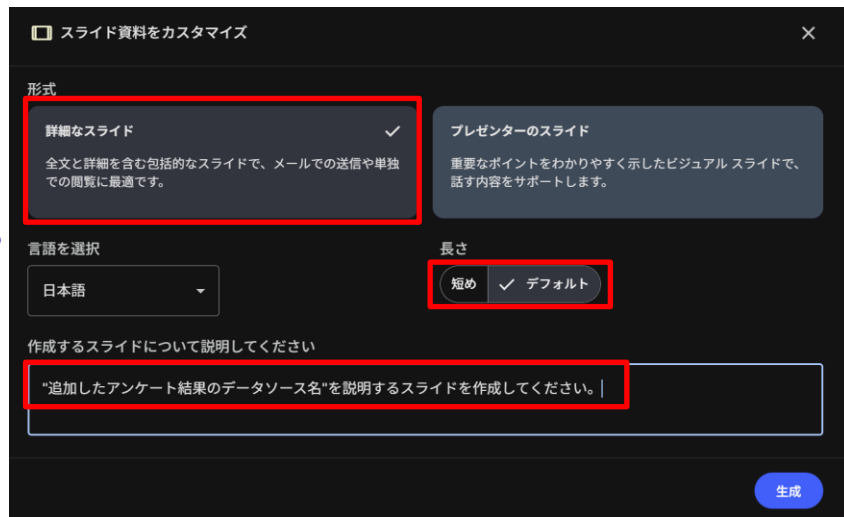 スライド資料をカスタマイズ
形式
詳細なスライド
全文と詳細を含む包括的なスライドで、メールでの送信や単独
での閲覧に最適です。
プレゼンターのスライド
重要なポイントをわかりやすく示したビジュアル スライドで、
話す内容をサポートします。
言語を選択
日本語
長さ
短め デフォルト
作成するスライドについて説明してください
"追加したアンケート結果のデータソース名"を説明するスライドを作成してください。
生成